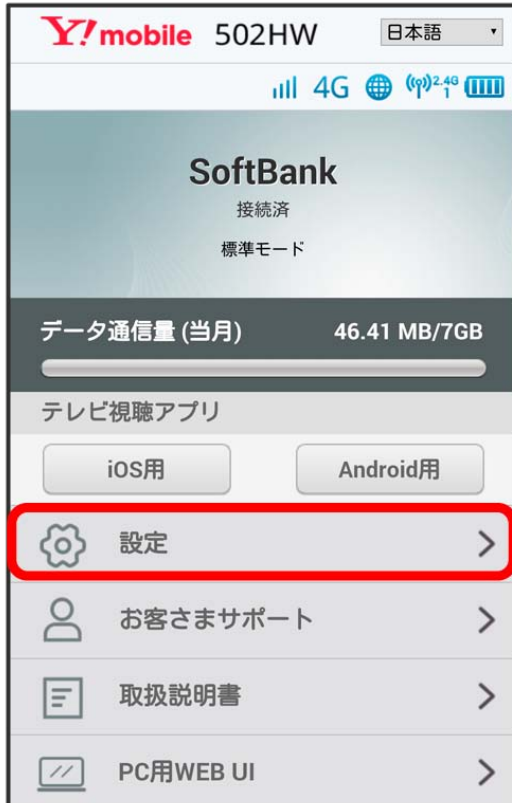 Y! mobile 502HW 日本語
4G 2.4G 1
SoftBank
接続済
標準モード
データ通信量 (当月) 46.41 MB/7GB
テレビ視聴アプリ
iOS用 Android用
設定
お客さまサポート
取扱説明書
PC用WEB UI